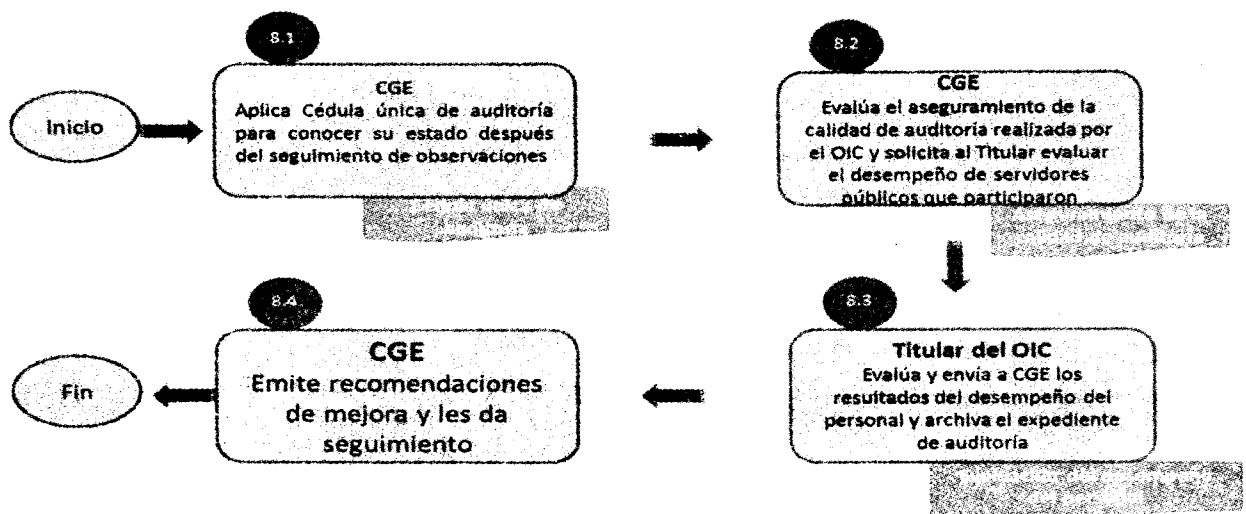 Inicio
8.1
CGE
Aplica Cédula única de auditoría
para conocer su estado después
del seguimiento de observaciones
8.2
CGE
Evalúa el aseguramiento de la
calidad de auditoría realizada por
el OIC y solicita al Titular evaluar
el desempeño de servidores
públicos que participaron
8.3
Titular del OIC
Evalúa y envía a CGE los
resultados del desempeño del
personal y archiva el expediente
de auditoría
8.4
CGE
Emite recomendaciones
de mejora y les da
seguimiento
Fin